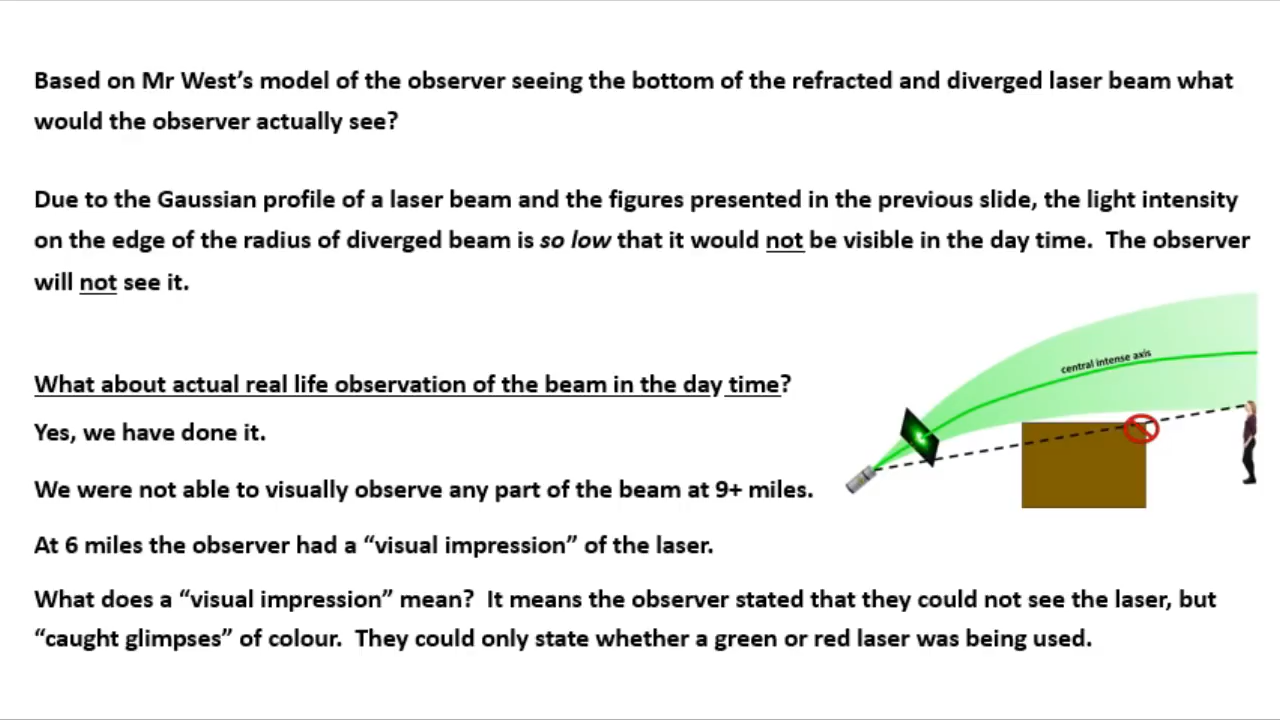 Based on Mr West’s model of the observer seeing the bottom of the refracted and diverged laser beam what
would the observer actually see?
Due to the Gaussian profile of a laser beam and the figures presented in the previous slide, the light intensity
on the edge of the radius of diverged beam is so low that it would not be visible in the day time.  The observer
will not see it.
central intense axis
What about actual real life observation of the beam in the day time?
Yes, we have done it.
We were not able to visually observe any part of the beam at 9+ miles.
At 6 miles the observer had a “visual impression” of the laser.
What does a “visual impression” mean?  It means the observer stated that they could not see the laser, but
“caught glimpses” of colour.  They could only state whether a green or red laser was being used.